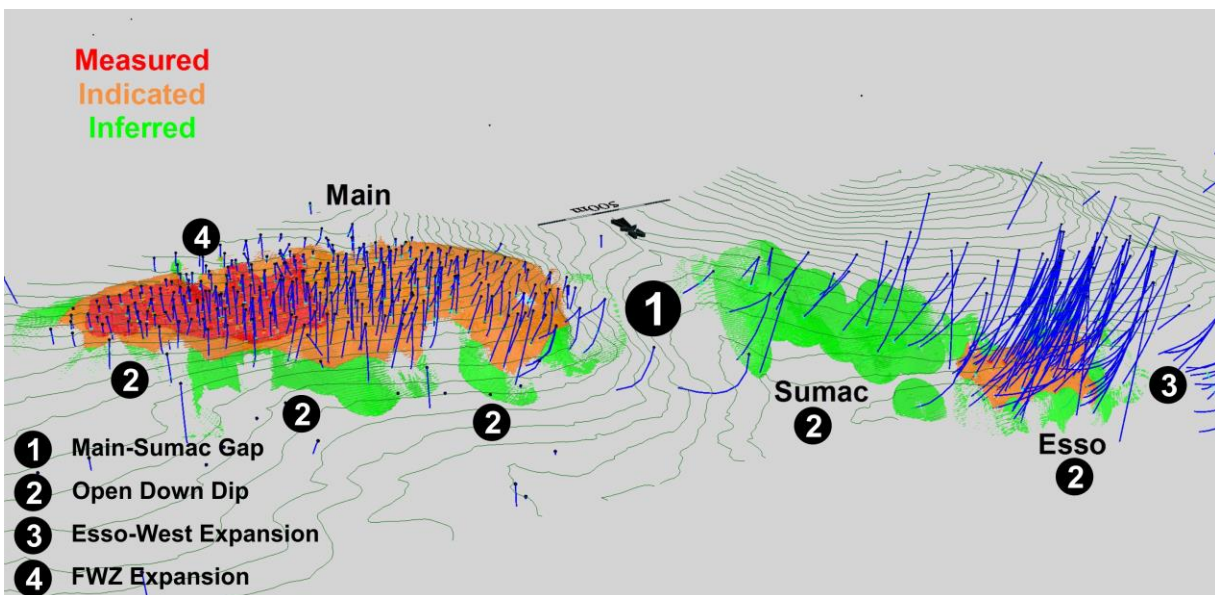 Measured
Indicated
Inferred
Main
500m
4
1
2
2
2
Sumac
2
3
Esso
2
1 Main-Sumac Gap
2 Open Down Dip
3 Esso-West Expansion
4 FWZ Expansion